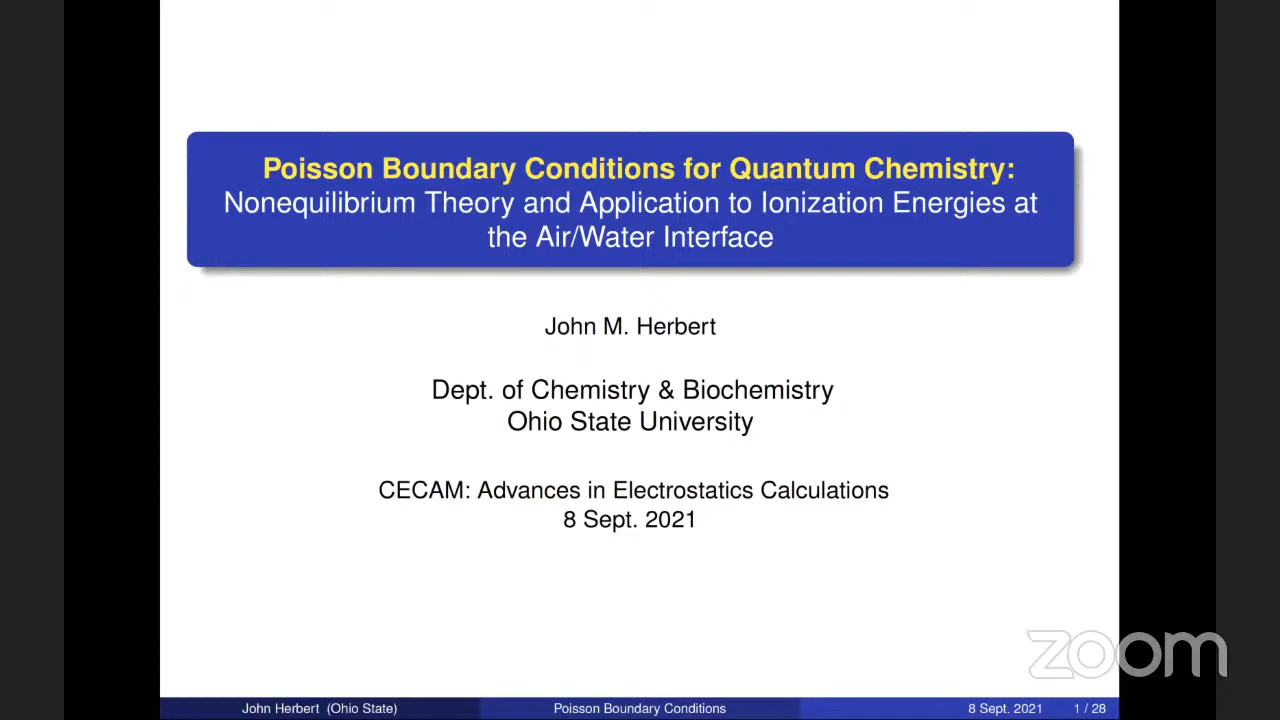 Poisson Boundary Conditions for Quantum Chemistry:
Nonequilibrium Theory and Application to Ionization Energies at
the Air/Water Interface
John M. Herbert
Dept. of Chemistry & Biochemistry
Ohio State University
CECAM: Advances in Electrostatics Calculations
8 Sept. 2021
zoom
John Herbert (Ohio State) Poisson Boundary Conditions 8 Sept. 2021 1 / 28